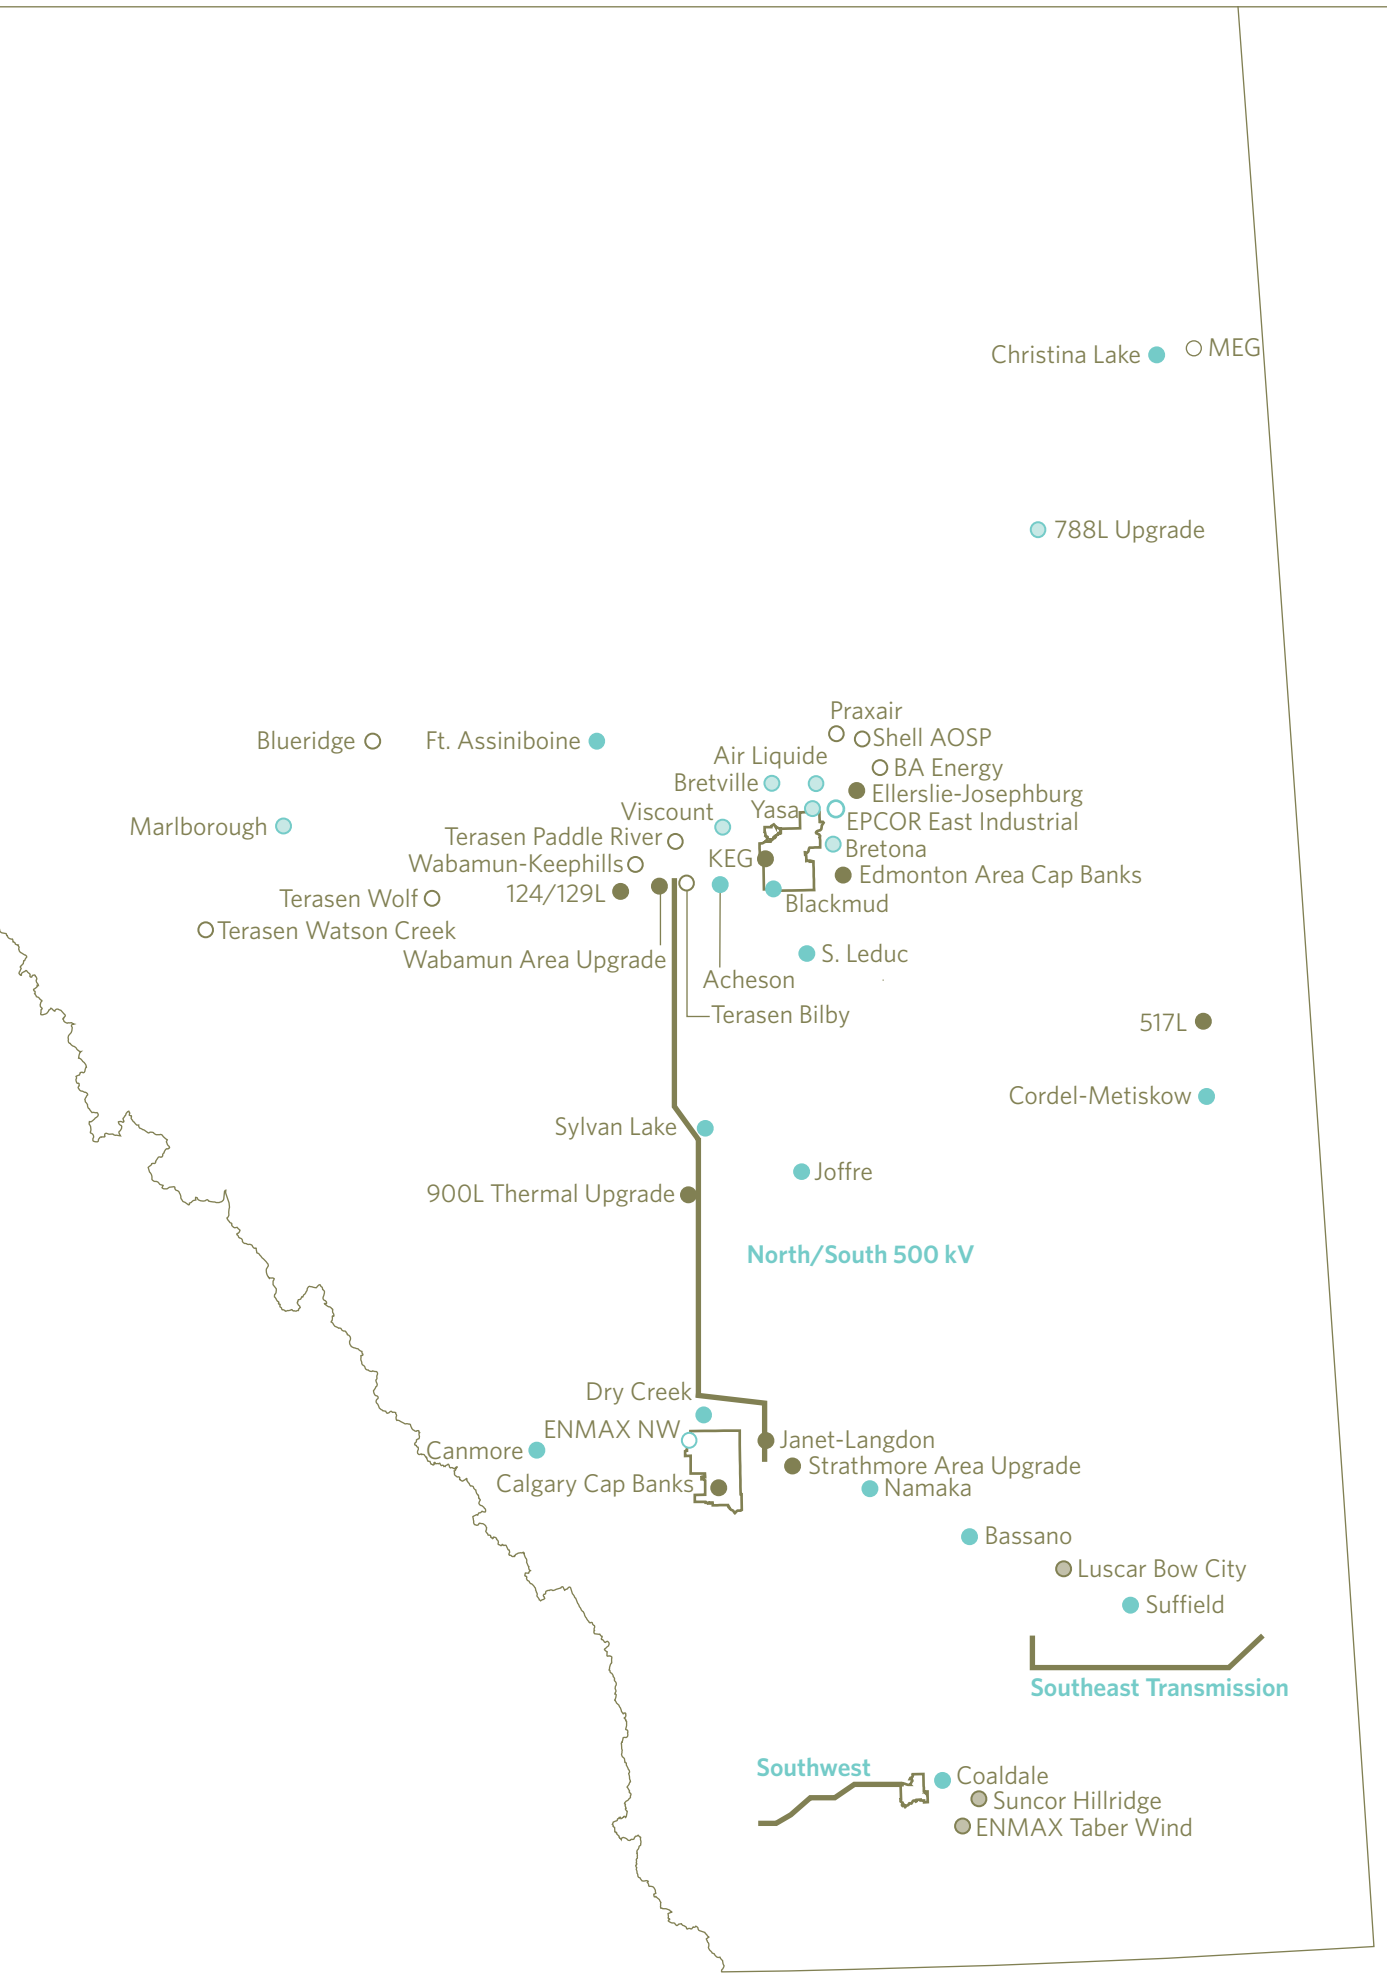 Christina Lake
MEG
788L Upgrade
Praxair
Blueridge
Ft. Assiniboine
Shell AOSP
Air Liquide
BA Energy
Bretville
Ellerslie-Josephburg
Yasa
Viscount
EPCOR East Industrial
Marlborough
Terasen Paddle River
Bretona
KEG
Wabamun-Keephills
Edmonton Area Cap Banks
124/129L
Terasen Wolf
Blackmud
Terasen Watson Creek
S. Leduc
Wabamun Area Upgrade
Acheson
Terasen Bilby
517L
Cordel-Metiskow
Sylvan Lake
Joffre
900L Thermal Upgrade
North/South 500 kV
Dry Creek
ENMAX NW
Janet-Langdon
Canmore
Strathmore Area Upgrade
Calgary Cap Banks
Namaka
Bassano
Luscar Bow City
Suffield
Southeast Transmission
Southwest
Coaldale
Suncor Hillridge
ENMAX Taber Wind